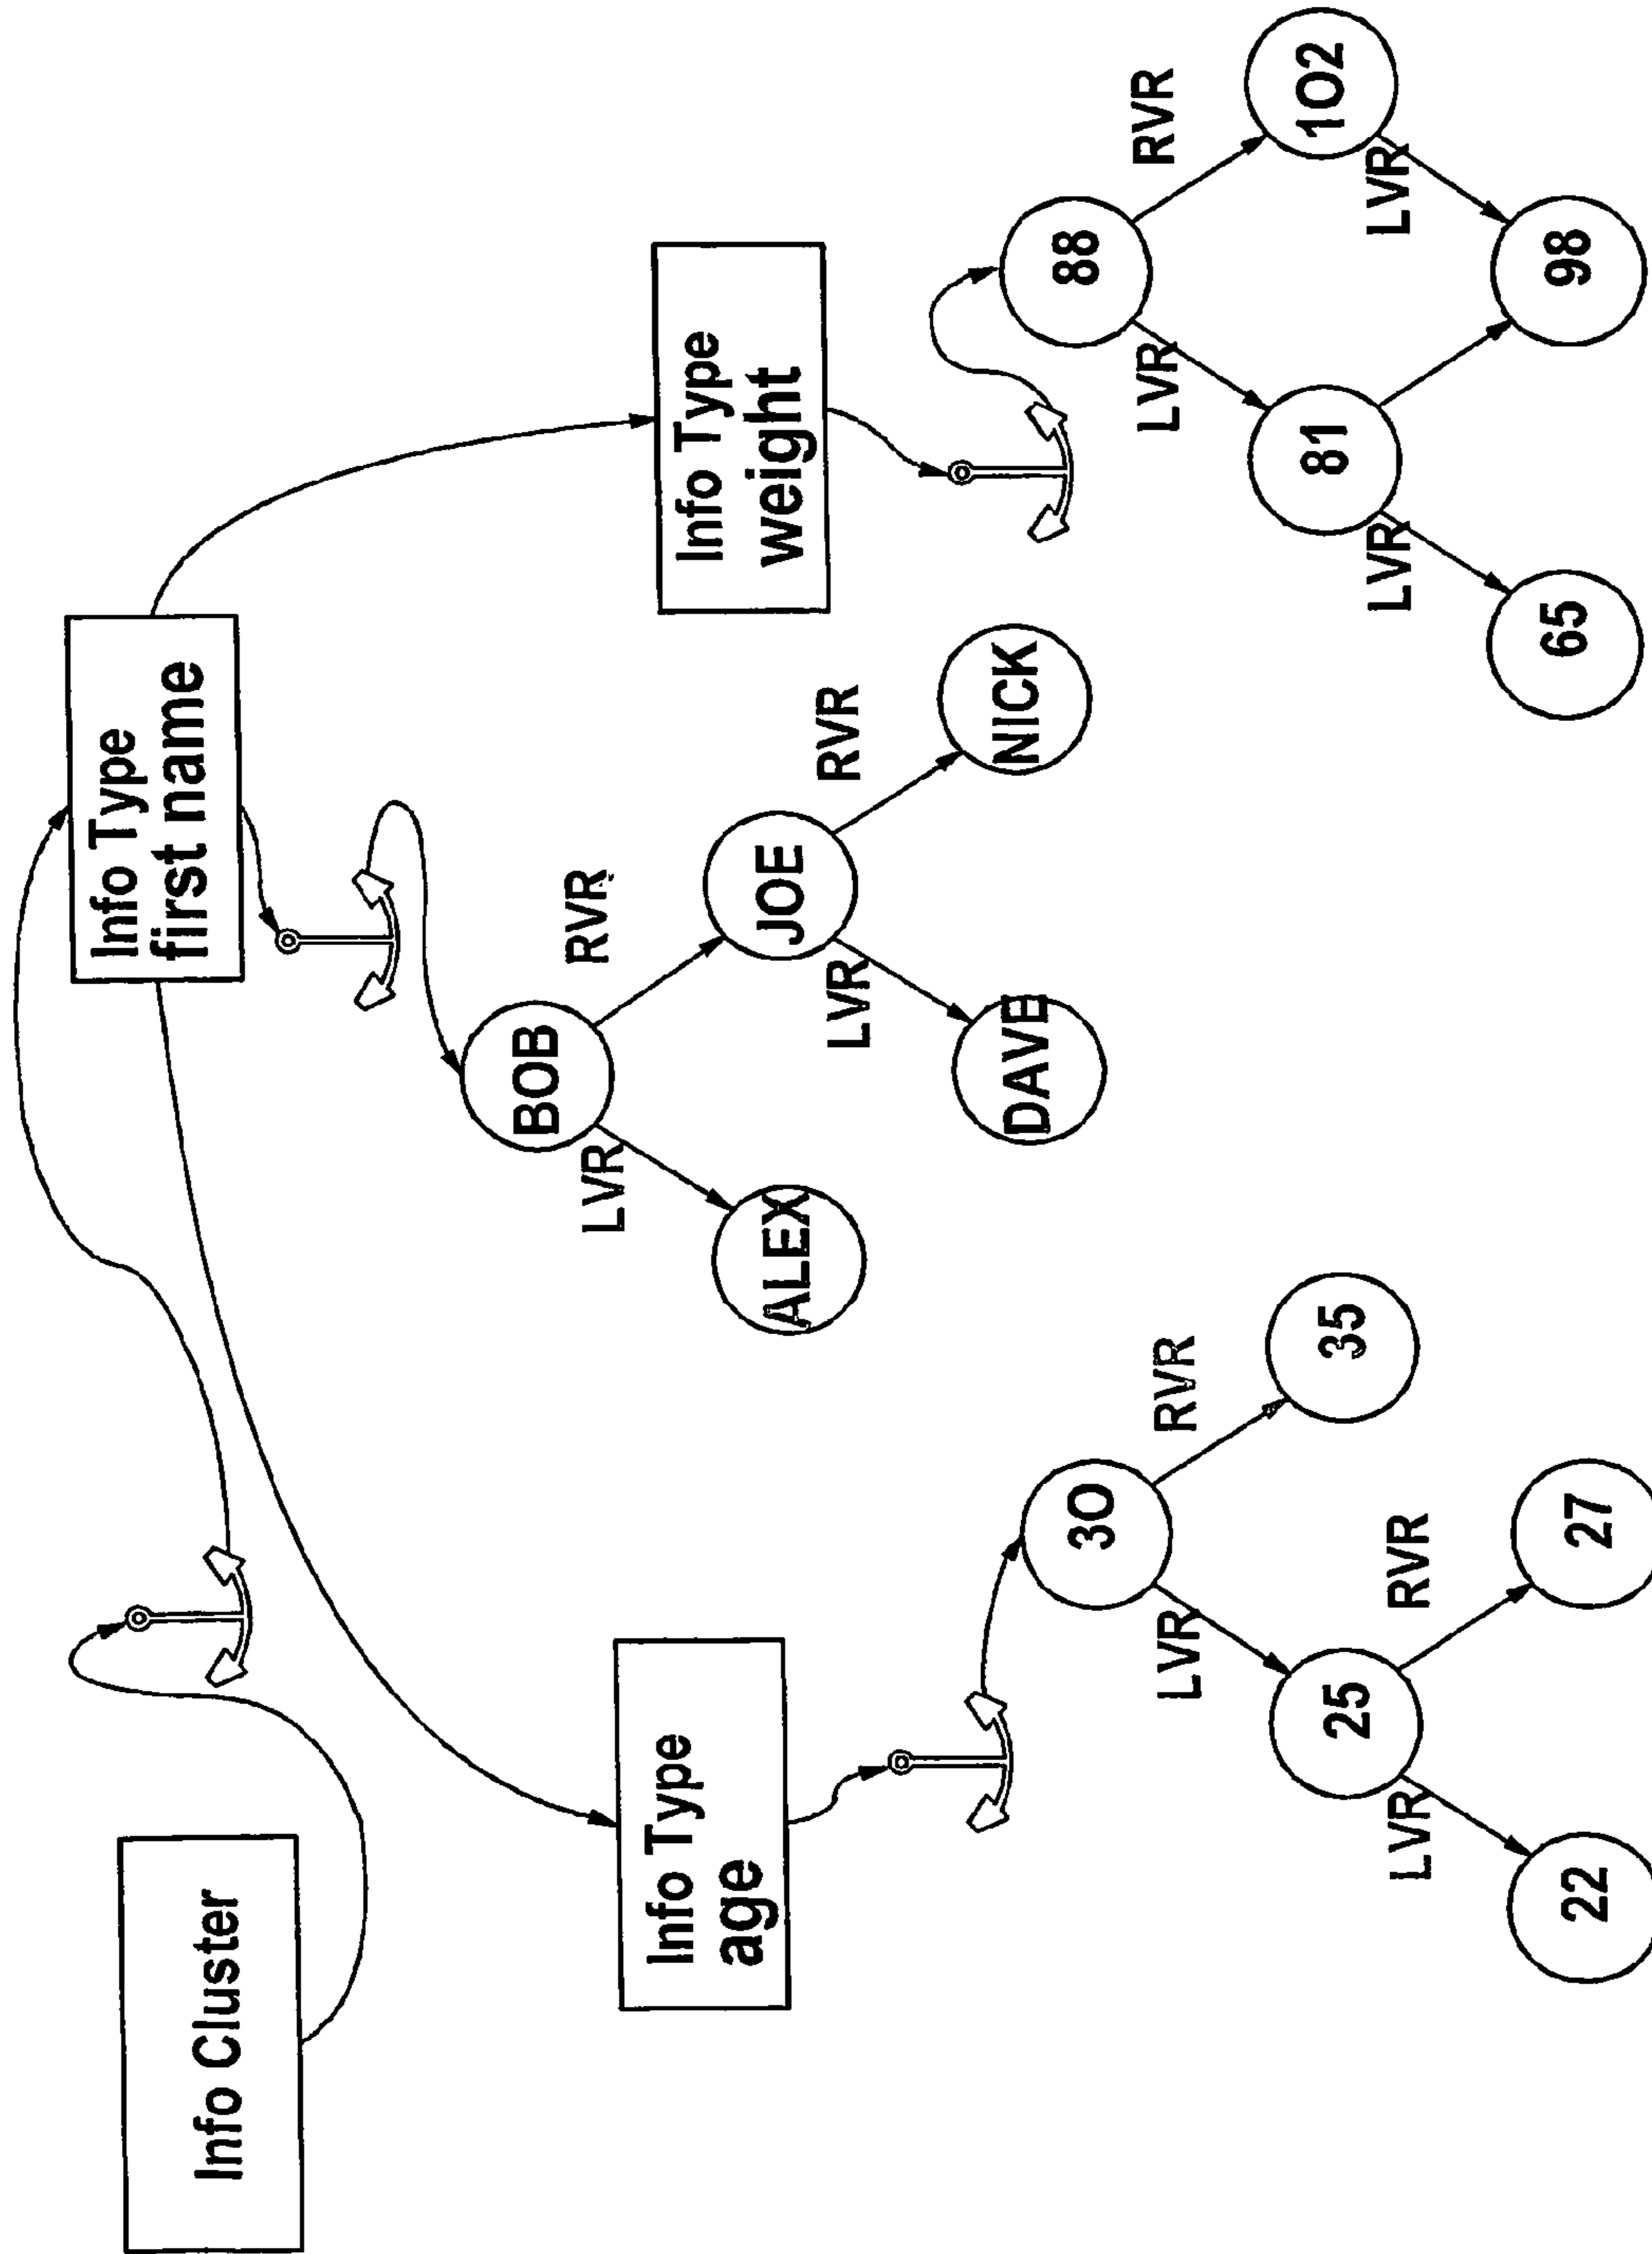 Info Cluster
Info Type
first name
Info Type
age
Info Type
weight
BOB
LVR
RVR
ALEX
JOE
LVR
RVR
DAVE
NICK
30
LVR
RVR
25
35
LVR
RVR
22
27
88
LVR
RVR
81
102
LVR
LVR
65
98